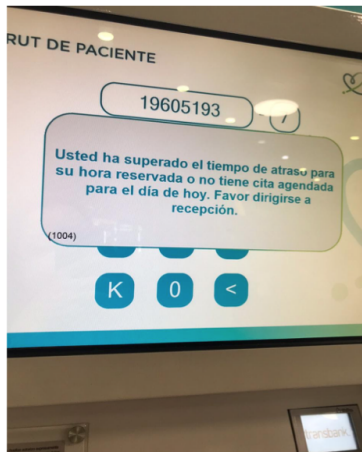 RUT DE PACIENTE
19605193
7
Usted ha superado el tiempo de atraso para
su hora reservada o no tiene cita agendada
para el día de hoy. Favor dirigirse a
recepción.
(1004)
K 0 <
transbank.